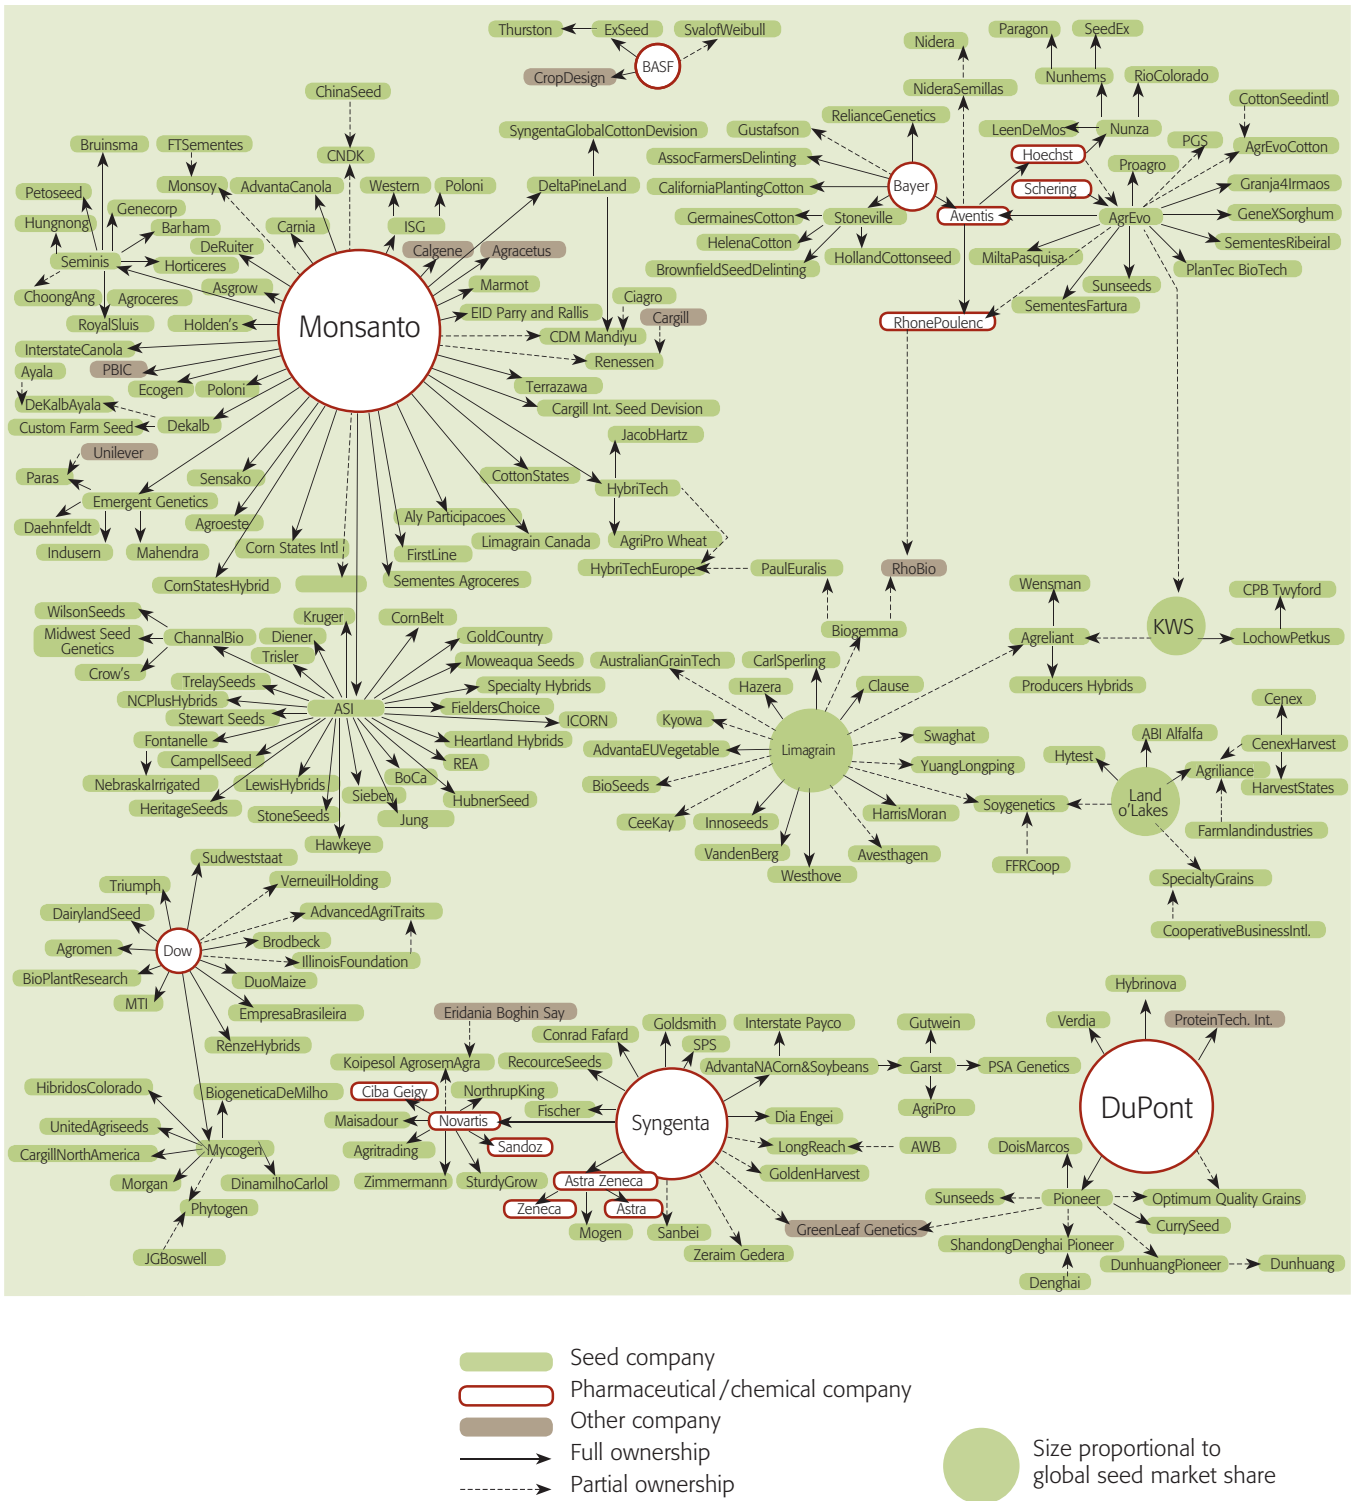 Thurston
ExSeed
SvalofWeibull
BASF
CropDesign
Paragon
SeedEx
Nidera
Nunhems
RioColorado
NideraSemillas
CottonSeedintl
ChinaSeed
RelianceGenetics
SyngentaGlobalCottonDevision
Gustafson
LeenDeMos
Nunza
PGS
AgrEvoCotton
Bruinsma
FTSementes
CNDK
AssocFarmersDelinting
Hoechst
Proagro
Petoseed
Monsoy
AdvantaCanola
Western
Poloni
DeltaPineLand
CaliforniaPlantingCotton
Bayer
Schering
Granja4Irmaos
Hungnong
Genecorp
Barham
Carnia
ISG
GermainesCotton
Stoneville
Aventis
AgrEvo
GeneXSorghum
DeRuiter
Calgene
Agracetus
HelenaCotton
SementesRibeiral
Seminis
Horticeres
HollandCottonseed
MiltaPasquisa
PlanTec BioTech
BrownfieldSeedDelinting
ChoongAng
Agroceres
Asgrow
Marmot
Ciagro
Sunseeds
SementesFartura
RoyalSluis
Holden's
Monsanto
EID Parry and Rallis
Cargill
RhonePoulenc
InterstateCanola
CDM Mandiyu
Renessen
Ayala
PBIC
Ecogen
Poloni
Terrazawa
DeKalbAyala
Cargill Int. Seed Devision
Custom Farm Seed
Dekalb
JacobHartz
Unilever
Paras
Sensako
CottonStates
HybriTech
Emergent Genetics
Daehnfeldt
Agroeste
Aly Participacoes
AgriPro Wheat
Indusern
Mahendra
Corn States Intl
FirstLine
Limagrain Canada
CornStatesHybrid
Sementes Agroceres
HybriTechEurope
PaulEuralis
RhoBio
Wensman
CPB Twyford
WilsonSeeds
Kruger
CornBelt
Biogemma
Agreliant
KWS
LochowPetkus
Midwest Seed
Genetics
ChannalBio
Diener
GoldCountry
Crow's
Trisler
Moweaqua Seeds
AustralianGrainTech
CarlSperling
TrelaySeeds
Specialty Hybrids
Hazera
Clause
Producers Hybrids
NCPlusHybrids
ASI
FieldersChoice
Cenex
Stewart Seeds
ICORN
Kyowa
Swaghat
ABI Alfalfa
Fontanelle
Heartland Hybrids
AdvantaEUVegetable
Limagrain
Hytest
CenexHarvest
CampellSeed
REA
YuangLongping
Agriliance
NebraskaIrrigated
LewisHybrids
BoCa
BioSeeds
HarvestStates
HeritageSeeds
Sieben
HubnerSeed
Soygenetics
Land
o'Lakes
StoneSeeds
Jung
CeeKay
Innoseeds
HarrisMoran
Farmlandindustries
Hawkeye
VandenBerg
Avesthagen
Sudweststaat
Westhove
FFRCoop
Triumph
VerneuilHolding
SpecialtyGrains
DairylandSeed
AdvancedAgriTraits
Agromen
Dow
Brodbeck
CooperativeBusinessIntl.
IllinoisFoundation
BioPlantResearch
DuoMaize
MTI
EmpresaBrasileira
Hybrinova
RenzeHybrids
Eridania Boghin Say
Conrad Fafard
Goldsmith
Interstate Payco
Gutwein
Verdia
ProteinTech. Int.
SPS
Koipesol AgrosemAgra
RecourseSeeds
AdvantaNACorn&Soybeans
Garst
PSA Genetics
HibridosColorado
BiogeneticaDeMilho
Ciba Geigy
NorthrupKing
Fischer
AgriPro
DuPont
UnitedAgriseeds
Maisadour
Novartis
Syngenta
Dia Engei
CargillNorthAmerica
Mycogen
Agritrading
Sandoz
LongReach
AWB
DoisMarcos
Morgan
DinamilhoCarlol
Zimmermann
SturdyGrow
Astra Zeneca
GoldenHarvest
Phytogen
Zeneca
Astra
Sunseeds
Pioneer
Optimum Quality Grains
Mogen
Sanbei
GreenLeaf Genetics
CurrySeed
JGBoswell
Zeraim Gedera
ShandongDenghai Pioneer
DunhuangPioneer
Dunhuang
Denghai
Seed company
Pharmaceutical/chemical company
Other company
Full ownership
Partial ownership
Size proportional to
global seed market share